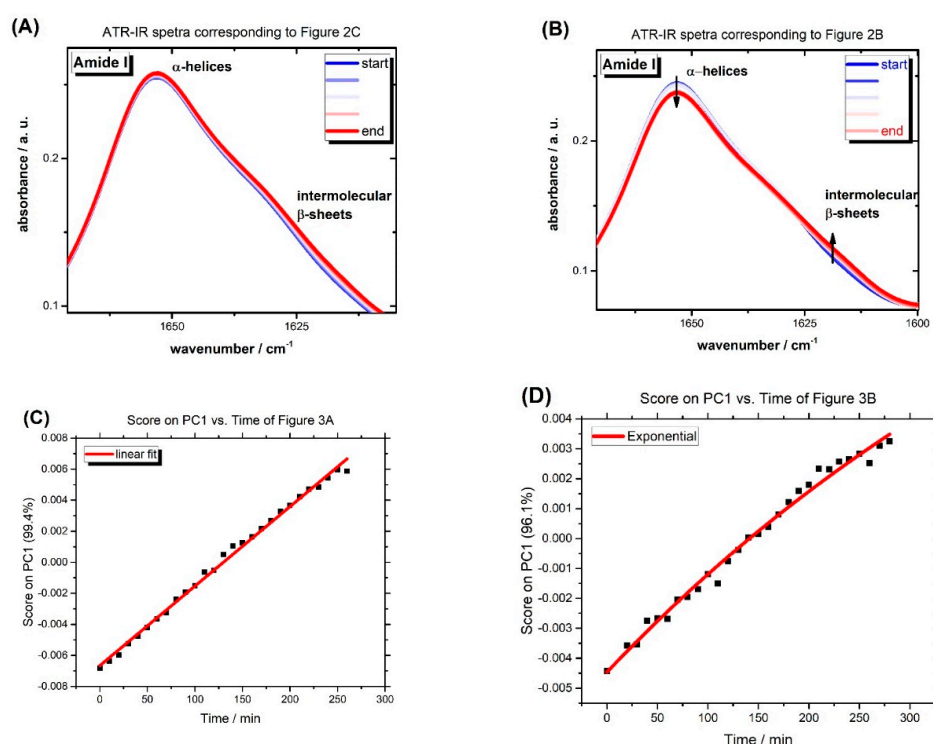 (A)
ATR-IR spetra corresponding to Figure 2C
Amide I
α-helices
start
end
intermolecular
β-sheets
absorbance / a. u.
0.2
0.1
1650
1625
wavenumber / cm⁻¹
(B)
ATR-IR spetra corresponding to Figure 2B
Amide I
α–helices
start
end
intermolecular
β-sheets
absorbance / a. u.
0.2
0.1
1650
1625
1600
wavenumber / cm⁻¹
(C)
Score on PC1 vs. Time of Figure 3A
linear fit
Score on PC1 (99.4%)
0.008
0.006
0.004
0.002
0.000
-0.002
-0.004
-0.006
-0.008
0
50
100
150
200
250
300
Time / min
(D)
Score on PC1 vs. Time of Figure 3B
Exponential
Score on PC1 (96.1%)
0.004
0.003
0.002
0.001
0.000
-0.001
-0.002
-0.003
-0.004
-0.005
0
50
100
150
200
250
300
Time / min